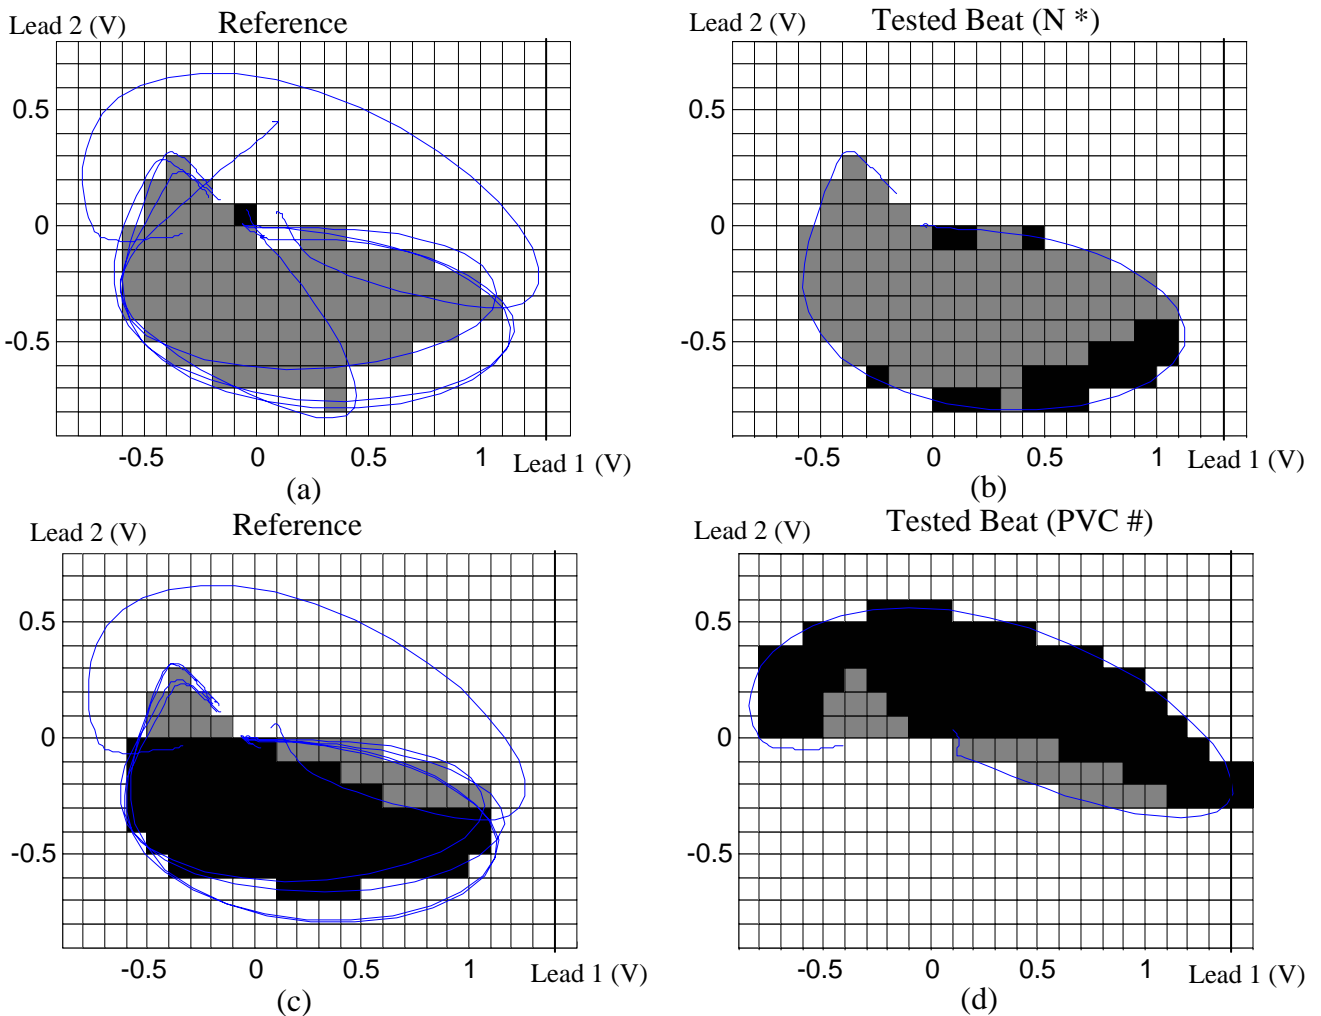 Lead 2 (V) Reference
0.5
0
-0.5
-0.5 0 0.5 1 Lead 1 (V)
(a)
Lead 2 (V) Tested Beat (N *)
0.5
0
-0.5
-0.5 0 0.5 1 Lead 1 (V)
(b)
Lead 2 (V) Reference
0.5
0
-0.5
-0.5 0 0.5 1 Lead 1 (V)
(c)
Lead 2 (V) Tested Beat (PVC #)
0.5
0
-0.5
-0.5 0 0.5 1 Lead 1 (V)
(d)